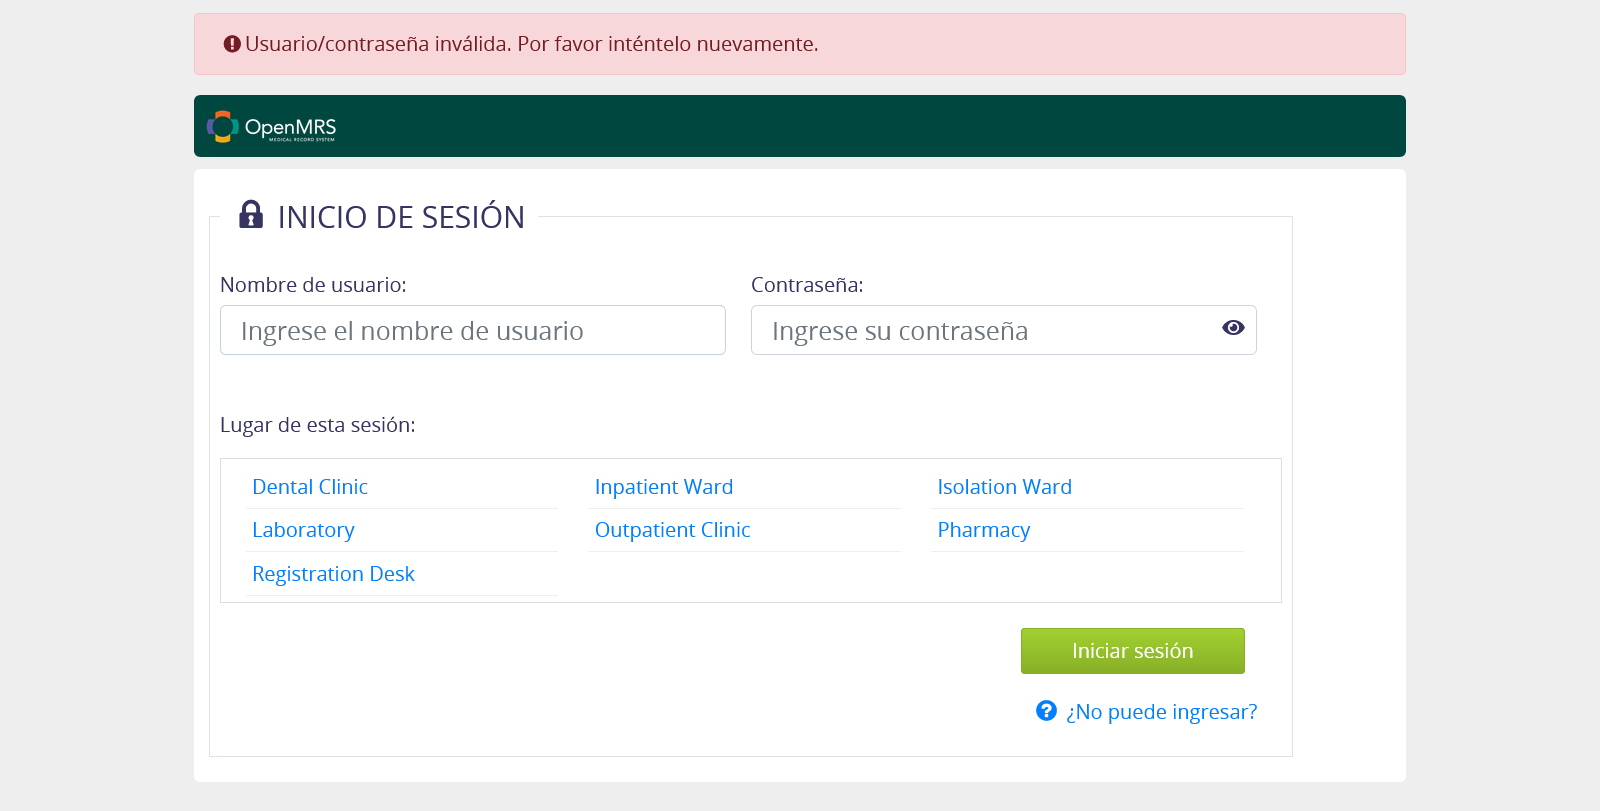 Usuario/contraseña inválida. Por favor inténtelo nuevamente.
OpenMRS
MEDICAL RECORD SYSTEM
INICIO DE SESIÓN
Nombre de usuario: Contraseña:
Ingrese el nombre de usuario Ingrese su contraseña
Lugar de esta sesión:
Dental Clinic Inpatient Ward Isolation Ward
Laboratory Outpatient Clinic Pharmacy
Registration Desk
Iniciar sesión
¿No puede ingresar?